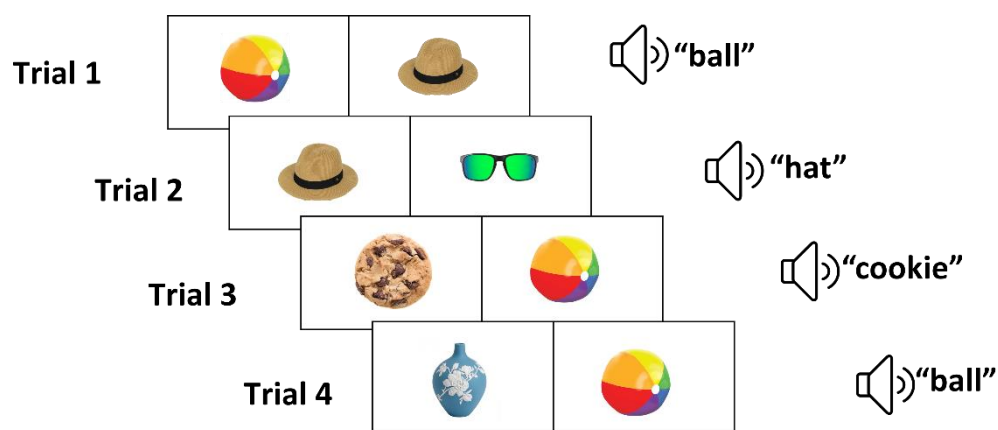 Trial 1 “ball”
Trial 2 “hat”
Trial 3 “cookie”
Trial 4 “ball”